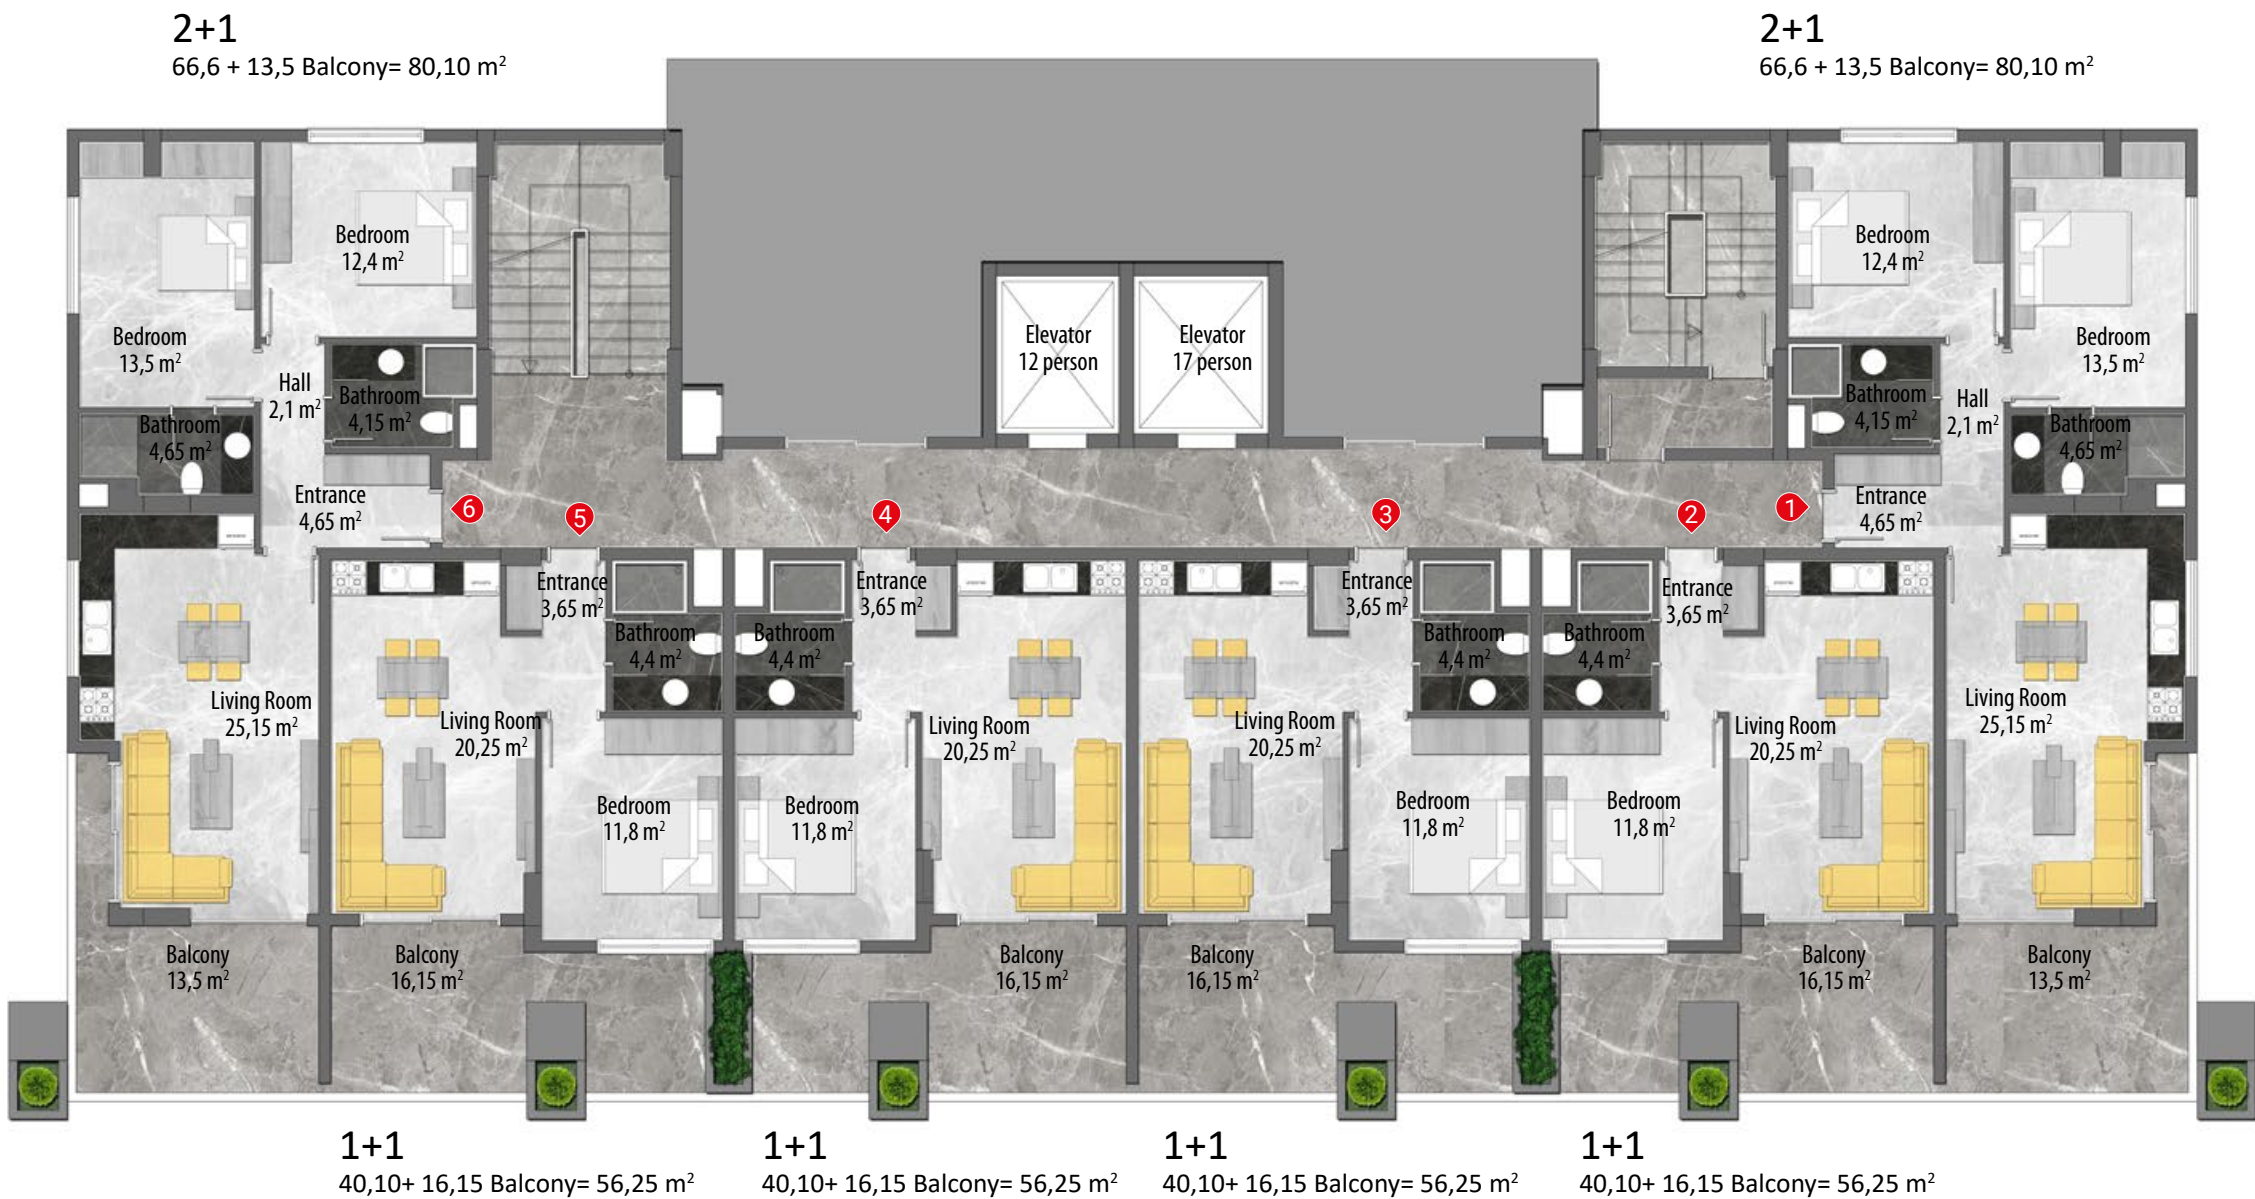 2+1
66,6 + 13,5 Balcony= 80,10 m²
2+1
66,6 + 13,5 Balcony= 80,10 m²
Bedroom
13,5 m²
Bedroom
12,4 m²
Hall
2,1 m²
Bathroom
4,15 m²
Bathroom
4,65 m²
Entrance
4,65 m²
Elevator
12 person
Elevator
17 person
Bedroom
12,4 m²
Bedroom
13,5 m²
Bathroom
4,15 m²
Hall
2,1 m²
Bathroom
4,65 m²
Entrance
4,65 m²
6
5
4
3
2
1
Entrance
3,65 m²
Entrance
3,65 m²
Entrance
3,65 m²
Entrance
3,65 m²
Bathroom
4,4 m²
Bathroom
4,4 m²
Bathroom
4,4 m²
Bathroom
4,4 m²
Living Room
25,15 m²
Living Room
20,25 m²
Living Room
20,25 m²
Living Room
20,25 m²
Living Room
20,25 m²
Living Room
25,15 m²
Bedroom
11,8 m²
Bedroom
11,8 m²
Bedroom
11,8 m²
Bedroom
11,8 m²
Balcony
13,5 m²
Balcony
16,15 m²
Balcony
16,15 m²
Balcony
16,15 m²
Balcony
16,15 m²
Balcony
13,5 m²
1+1
40,10+ 16,15 Balcony= 56,25 m²
1+1
40,10+ 16,15 Balcony= 56,25 m²
1+1
40,10+ 16,15 Balcony= 56,25 m²
1+1
40,10+ 16,15 Balcony= 56,25 m²